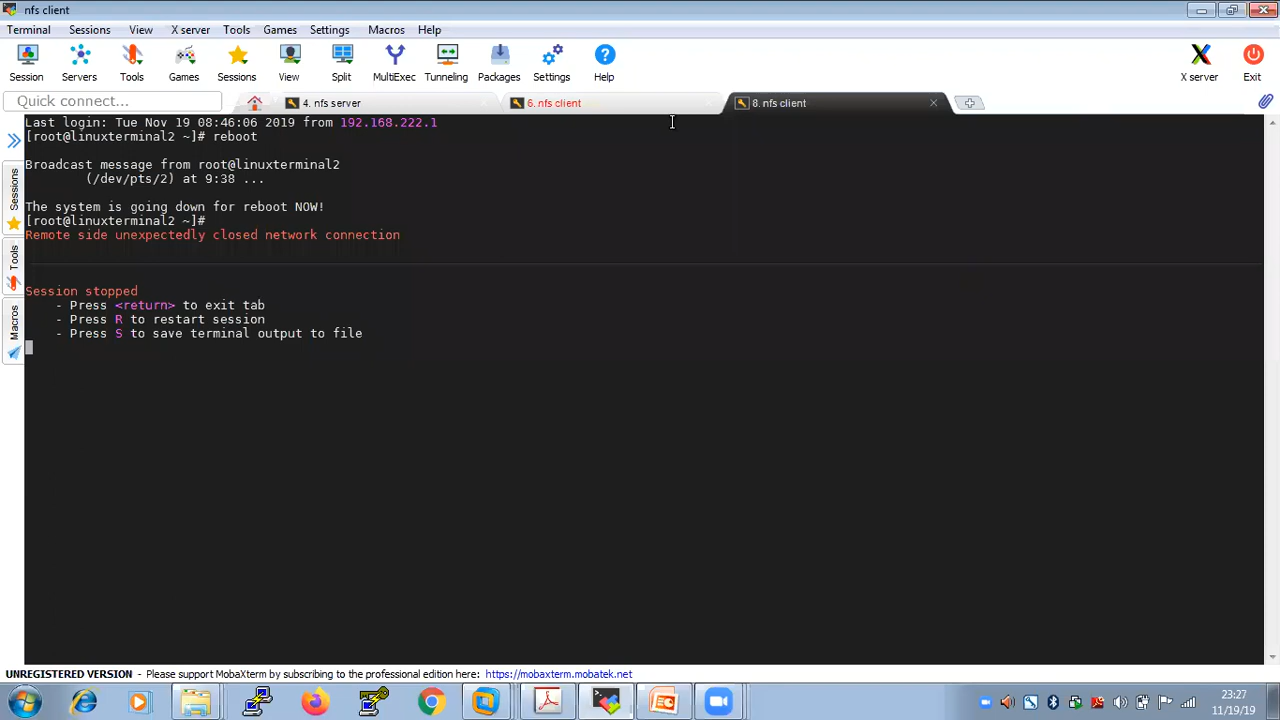 nfs client
Terminal Sessions View X server Tools Games Settings Macros Help
Session Servers Tools Games Sessions View Split MultiExec Tunneling Packages Settings Help X server Exit
Quick connect... 4. nfs server 6. nfs client 8. nfs client
Last login: Tue Nov 19 08:46:06 2019 from 192.168.222.1
[root@linuxterminal2 ~]# reboot
Broadcast message from root@linuxterminal2
(/dev/pts/2) at 9:38 ...
The system is going down for reboot NOW!
[root@linuxterminal2 ~]#
Remote side unexpectedly closed network connection
Session stopped
- Press <return> to exit tab
- Press R to restart session
- Press S to save terminal output to file
Sessions
Tools
Macros
UNREGISTERED VERSION - Please support MobaXterm by subscribing to the professional edition here: https://mobaxterm.mobatek.net
23:27
11/19/19